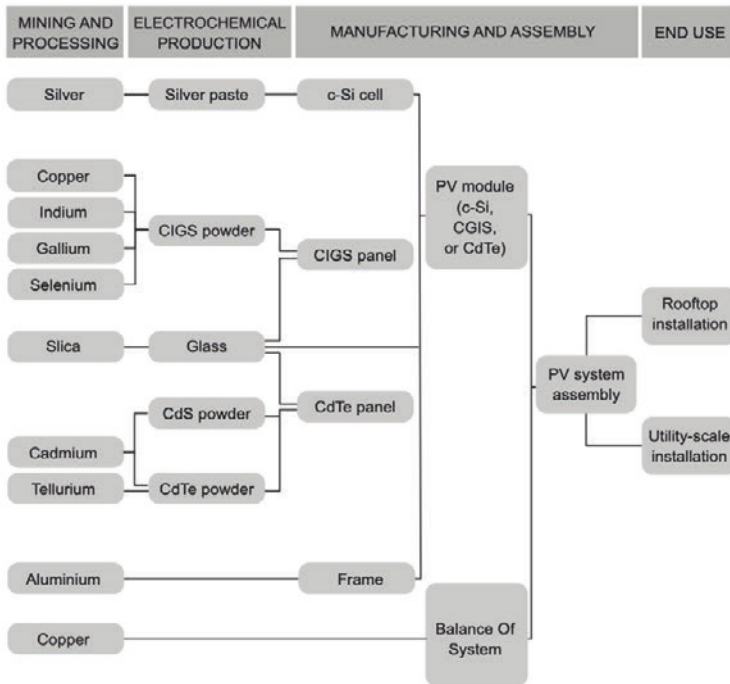 MINING AND
PROCESSING
ELECTROCHEMICAL
PRODUCTION
MANUFACTURING AND ASSEMBLY
END USE
Silver
Silver paste
c-Si cell
Copper
Indium
Gallium
Selenium
CIGS powder
CIGS panel
PV module
(c-Si,
CGIS,
or CdTe)
Slica
Glass
CdS powder
CdTe panel
Cadmium
Tellurium
CdTe powder
PV system
assembly
Rooftop
installation
Utility-scale
installation
Aluminium
Frame
Copper
Balance Of
System